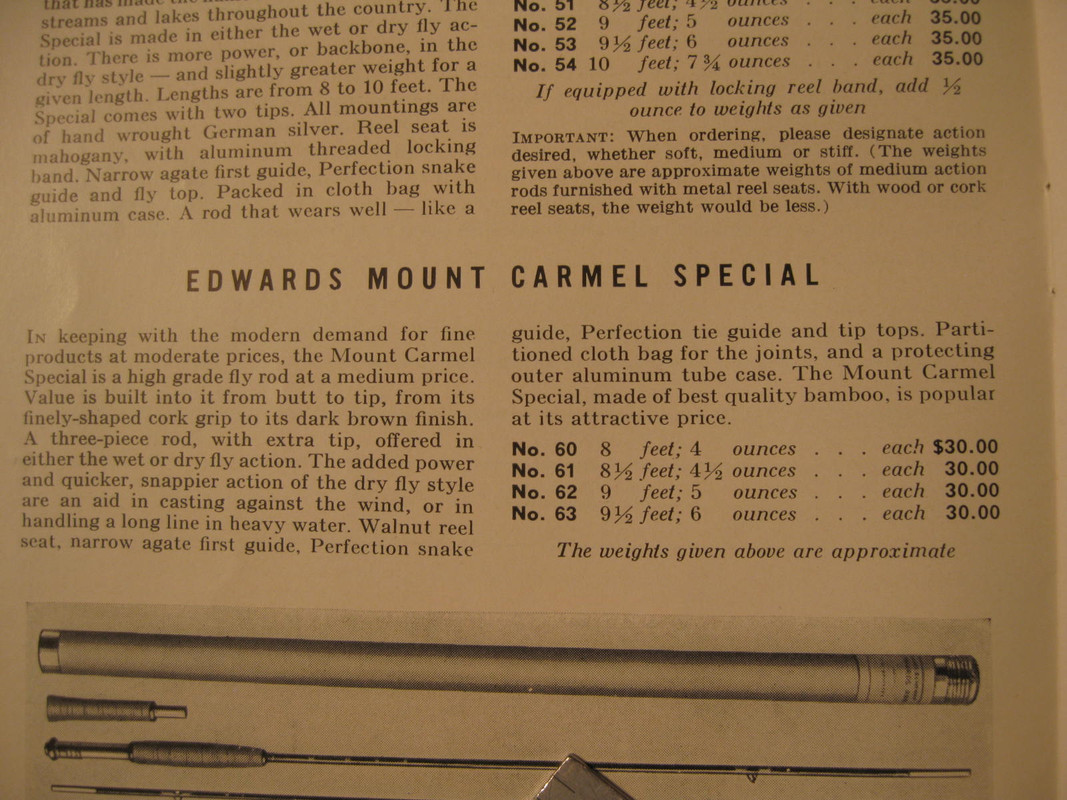 that has made the
streams and lakes throughout the country. The
Special is made in either the wet or dry fly ac-
tion. There is more power, or backbone, in the
dry fly style — and slightly greater weight for a
given length. Lengths are from 8 to 10 feet. The
Special comes with two tips. All mountings are
of hand wrought German silver. Reel seat is
mahogany, with aluminum threaded locking
band. Narrow agate first guide, Perfection snake
guide and fly top. Packed in cloth bag with
aluminum case. A rod that wears well — like a
No. 51 8½ feet; 4½ ounces . . . each 35.00
No. 52 9 feet; 5 ounces . . . each 35.00
No. 53 9½ feet; 6 ounces . . . each 35.00
No. 54 10 feet; 7¾ ounces . . . each 35.00
If equipped with locking reel band, add ½
ounce to weights as given
IMPORTANT: When ordering, please designate action
desired, whether soft, medium or stiff. (The weights
given above are approximate weights of medium action
rods furnished with metal reel seats. With wood or cork
reel seats, the weight would be less.)
EDWARDS MOUNT CARMEL SPECIAL
IN keeping with the modern demand for fine
products at moderate prices, the Mount Carmel
Special is a high grade fly rod at a medium price.
Value is built into it from butt to tip, from its
finely-shaped cork grip to its dark brown finish.
A three-piece rod, with extra tip, offered in
either the wet or dry fly action. The added power
and quicker, snappier action of the dry fly style
are an aid in casting against the wind, or in
handling a long line in heavy water. Walnut reel
seat, narrow agate first guide, Perfection snake
guide, Perfection tie guide and tip tops. Parti-
tioned cloth bag for the joints, and a protecting
outer aluminum tube case. The Mount Carmel
Special, made of best quality bamboo, is popular
at its attractive price.
No. 60 8 feet; 4 ounces . . . each $30.00
No. 61 8½ feet; 4½ ounces . . . each 30.00
No. 62 9 feet; 5 ounces . . . each 30.00
No. 63 9½ feet; 6 ounces . . . each 30.00
The weights given above are approximate